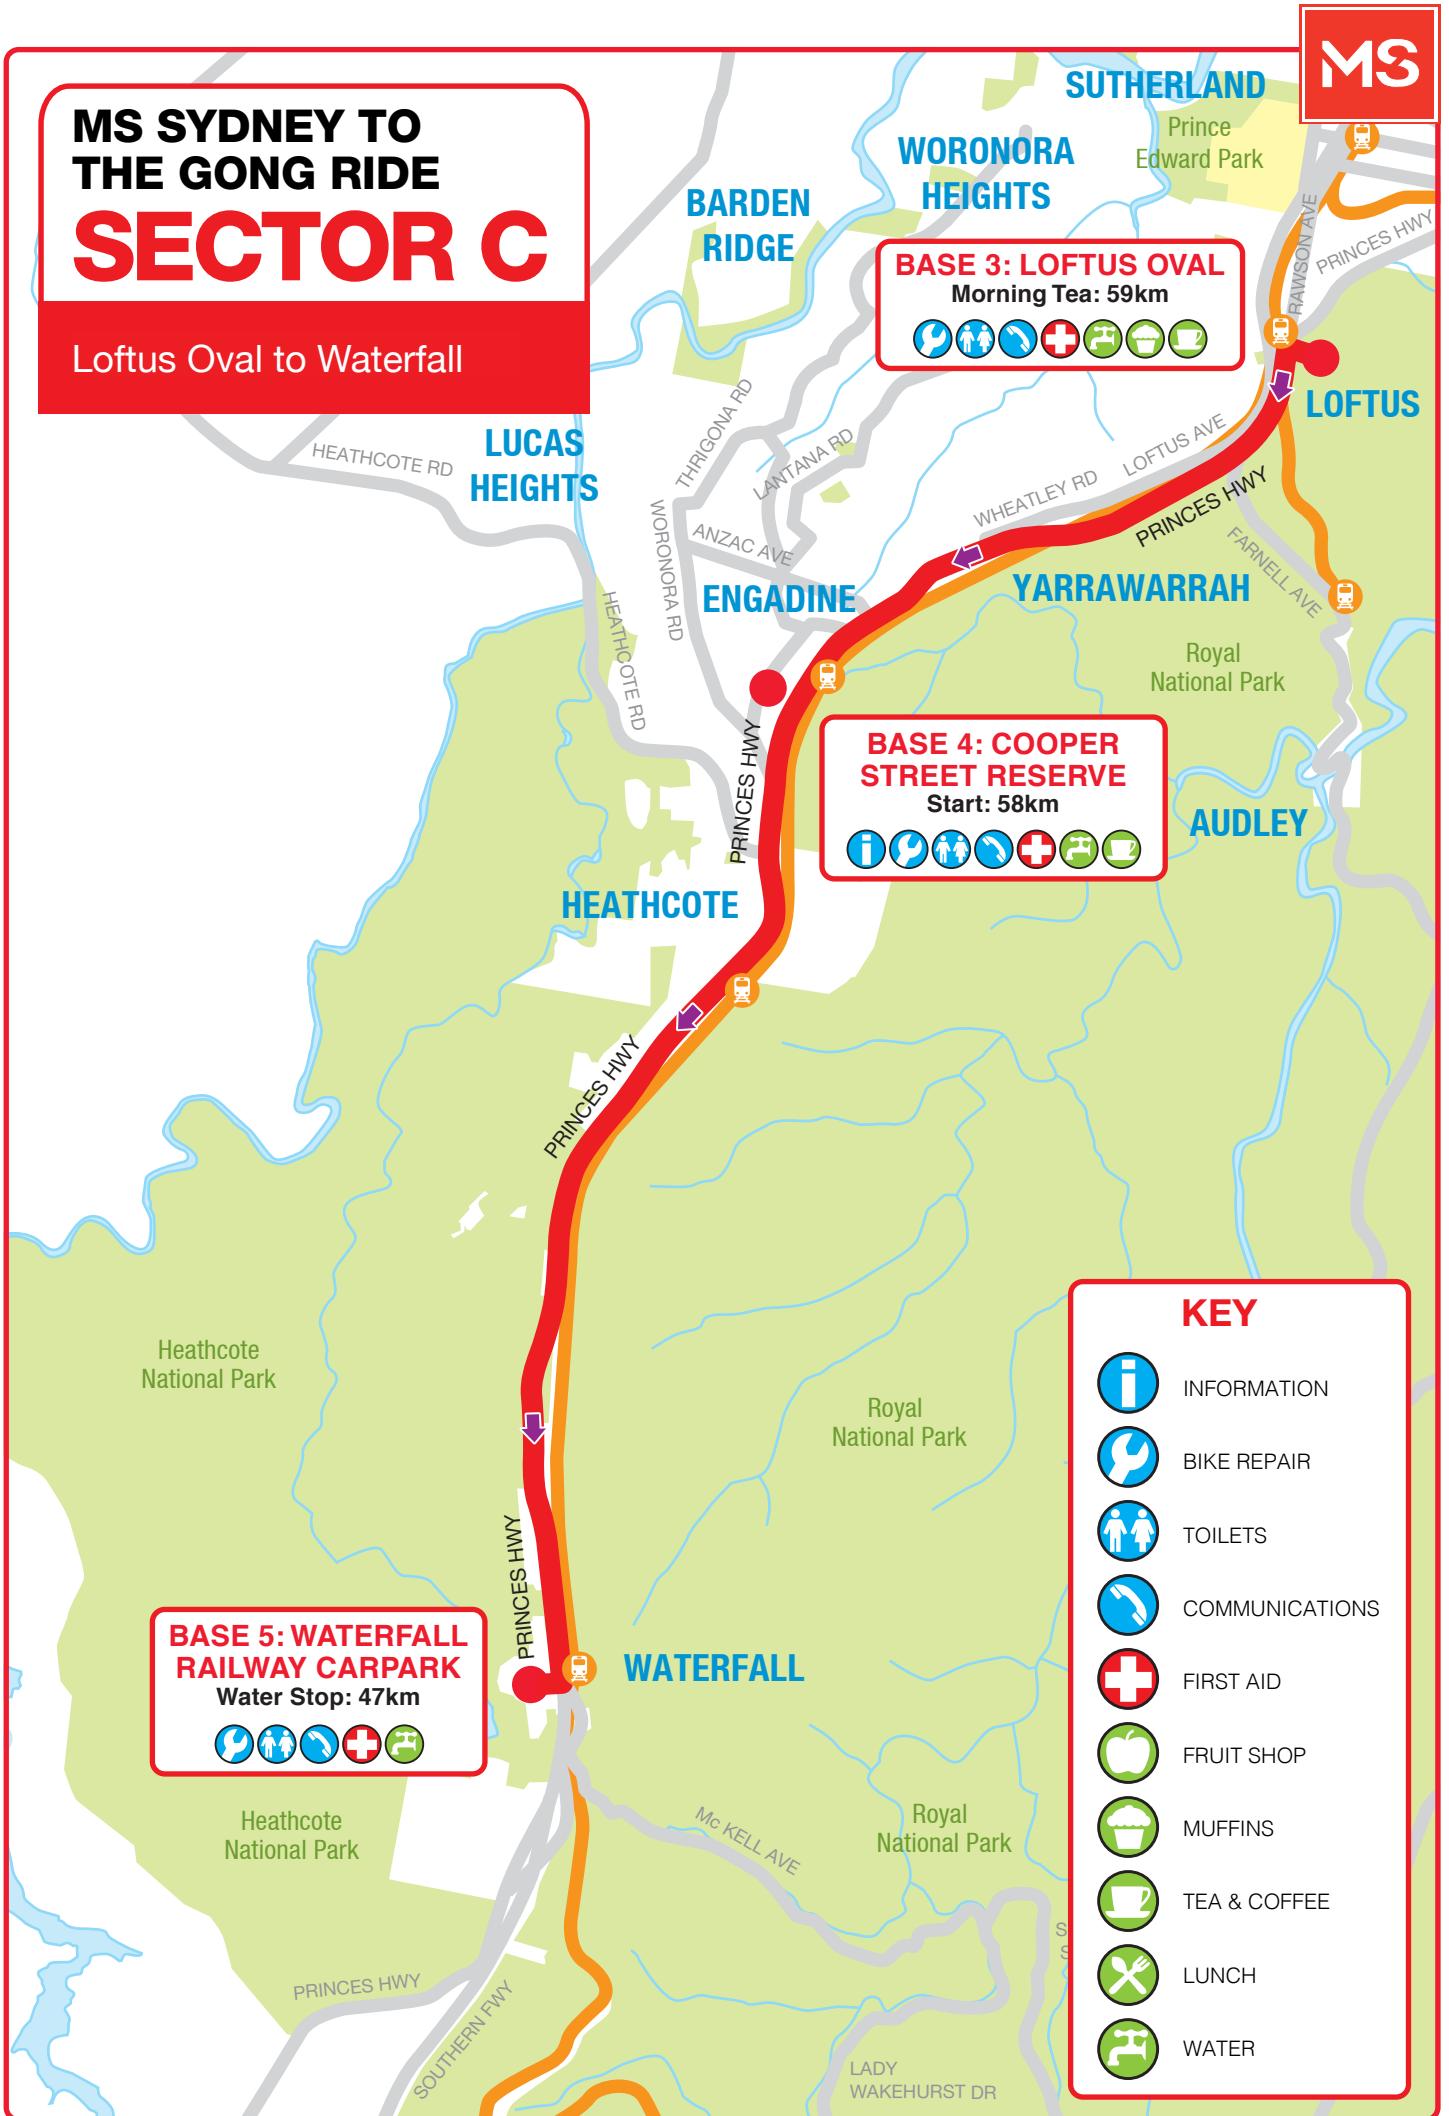 MS
MS SYDNEY TO
THE GONG RIDE
SECTOR C
Loftus Oval to Waterfall
SUTHERLAND
Prince
Edward Park
WORONORA
HEIGHTS
BARDEN
RIDGE
RAWSON AVE
PRINCES HWY
BASE 3: LOFTUS OVAL
Morning Tea: 59km
LOFTUS
LUCAS
HEIGHTS
HEATHCOTE RD
THRIGONA RD
LANTANA RD
LOFTUS AVE
WHEATLEY RD
PRINCES HWY
WORONORA RD
ANZAC AVE
FARNELL AVE
ENGADINE
YARRAWARRAH
HEATHCOTE RD
Royal
National Park
PRINCES HWY
BASE 4: COOPER
STREET RESERVE
Start: 58km
AUDLEY
HEATHCOTE
PRINCES HWY
Heathcote
National Park
Royal
National Park
PRINCES HWY
BASE 5: WATERFALL
RAILWAY CARPARK
Water Stop: 47km
WATERFALL
Heathcote
National Park
Mc KELL AVE
Royal
National Park
PRINCES HWY
SOUTHERN FWY
S
S
LADY
WAKEHURST DR
KEY
INFORMATION
BIKE REPAIR
TOILETS
COMMUNICATIONS
FIRST AID
FRUIT SHOP
MUFFINS
TEA & COFFEE
LUNCH
WATER